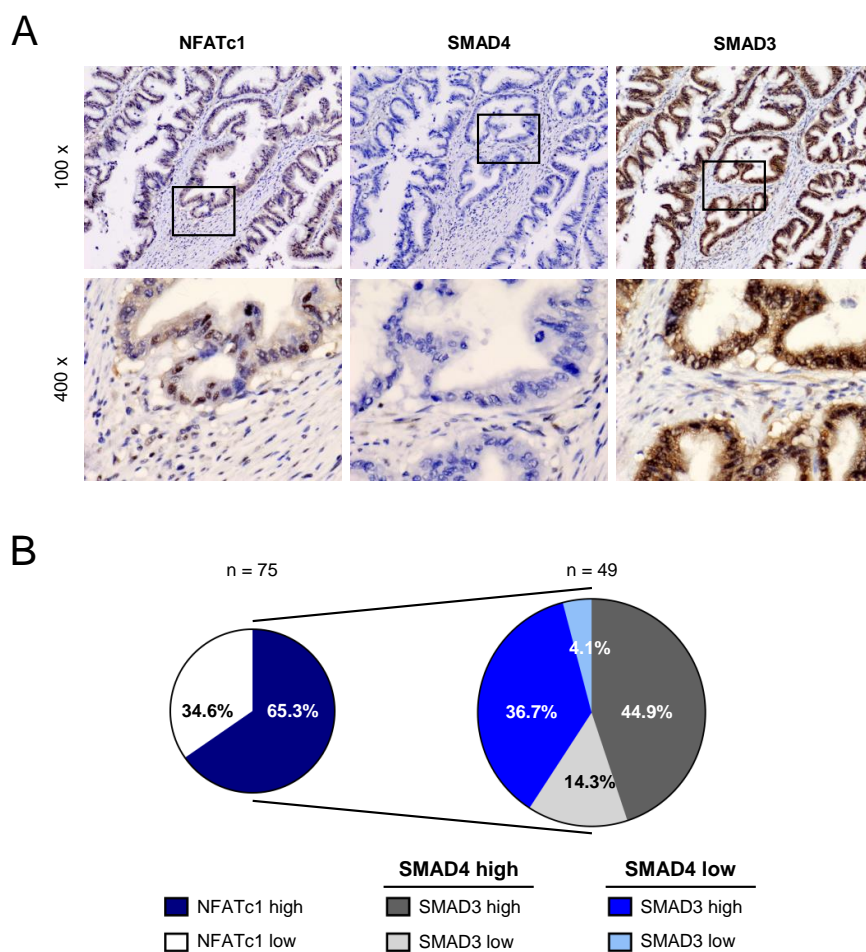 A
NFATc1 SMAD4 SMAD3
100 x
400 x
B
n = 75 n = 49
34.6% 65.3% 36.7% 4.1% 44.9% 14.3%
SMAD4 high SMAD4 low
NFATc1 high SMAD3 high SMAD3 high
NFATc1 low SMAD3 low SMAD3 low